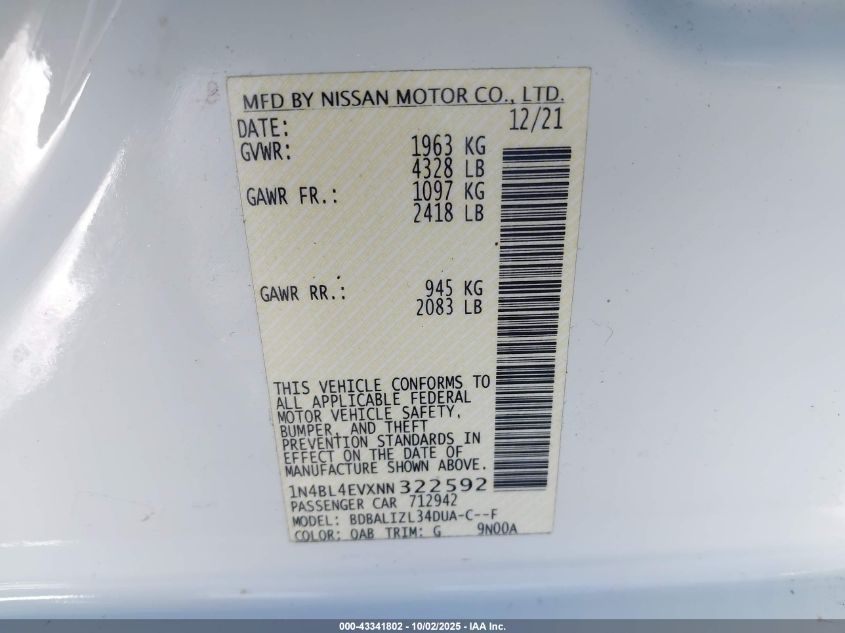 MFD BY NISSAN MOTOR CO., LTD.
DATE: 12/21
GVWR: 1963 KG
4328 LB
GAWR FR.: 1097 KG
2418 LB
GAWR RR.: 945 KG
2083 LB
THIS VEHICLE CONFORMS TO
ALL APPLICABLE FEDERAL
MOTOR VEHICLE SAFETY,
BUMPER, AND THEFT
PREVENTION STANDARDS IN
EFFECT ON THE DATE OF
MANUFACTURE SHOWN ABOVE.
1N4BL4EVXNN322592
PASSENGER CAR 712942
MODEL: BDBALIZL34DUA-C--F
COLOR: QAB TRIM: G 9N00A
000-43341802 - 10/02/2025 - IAA Inc.